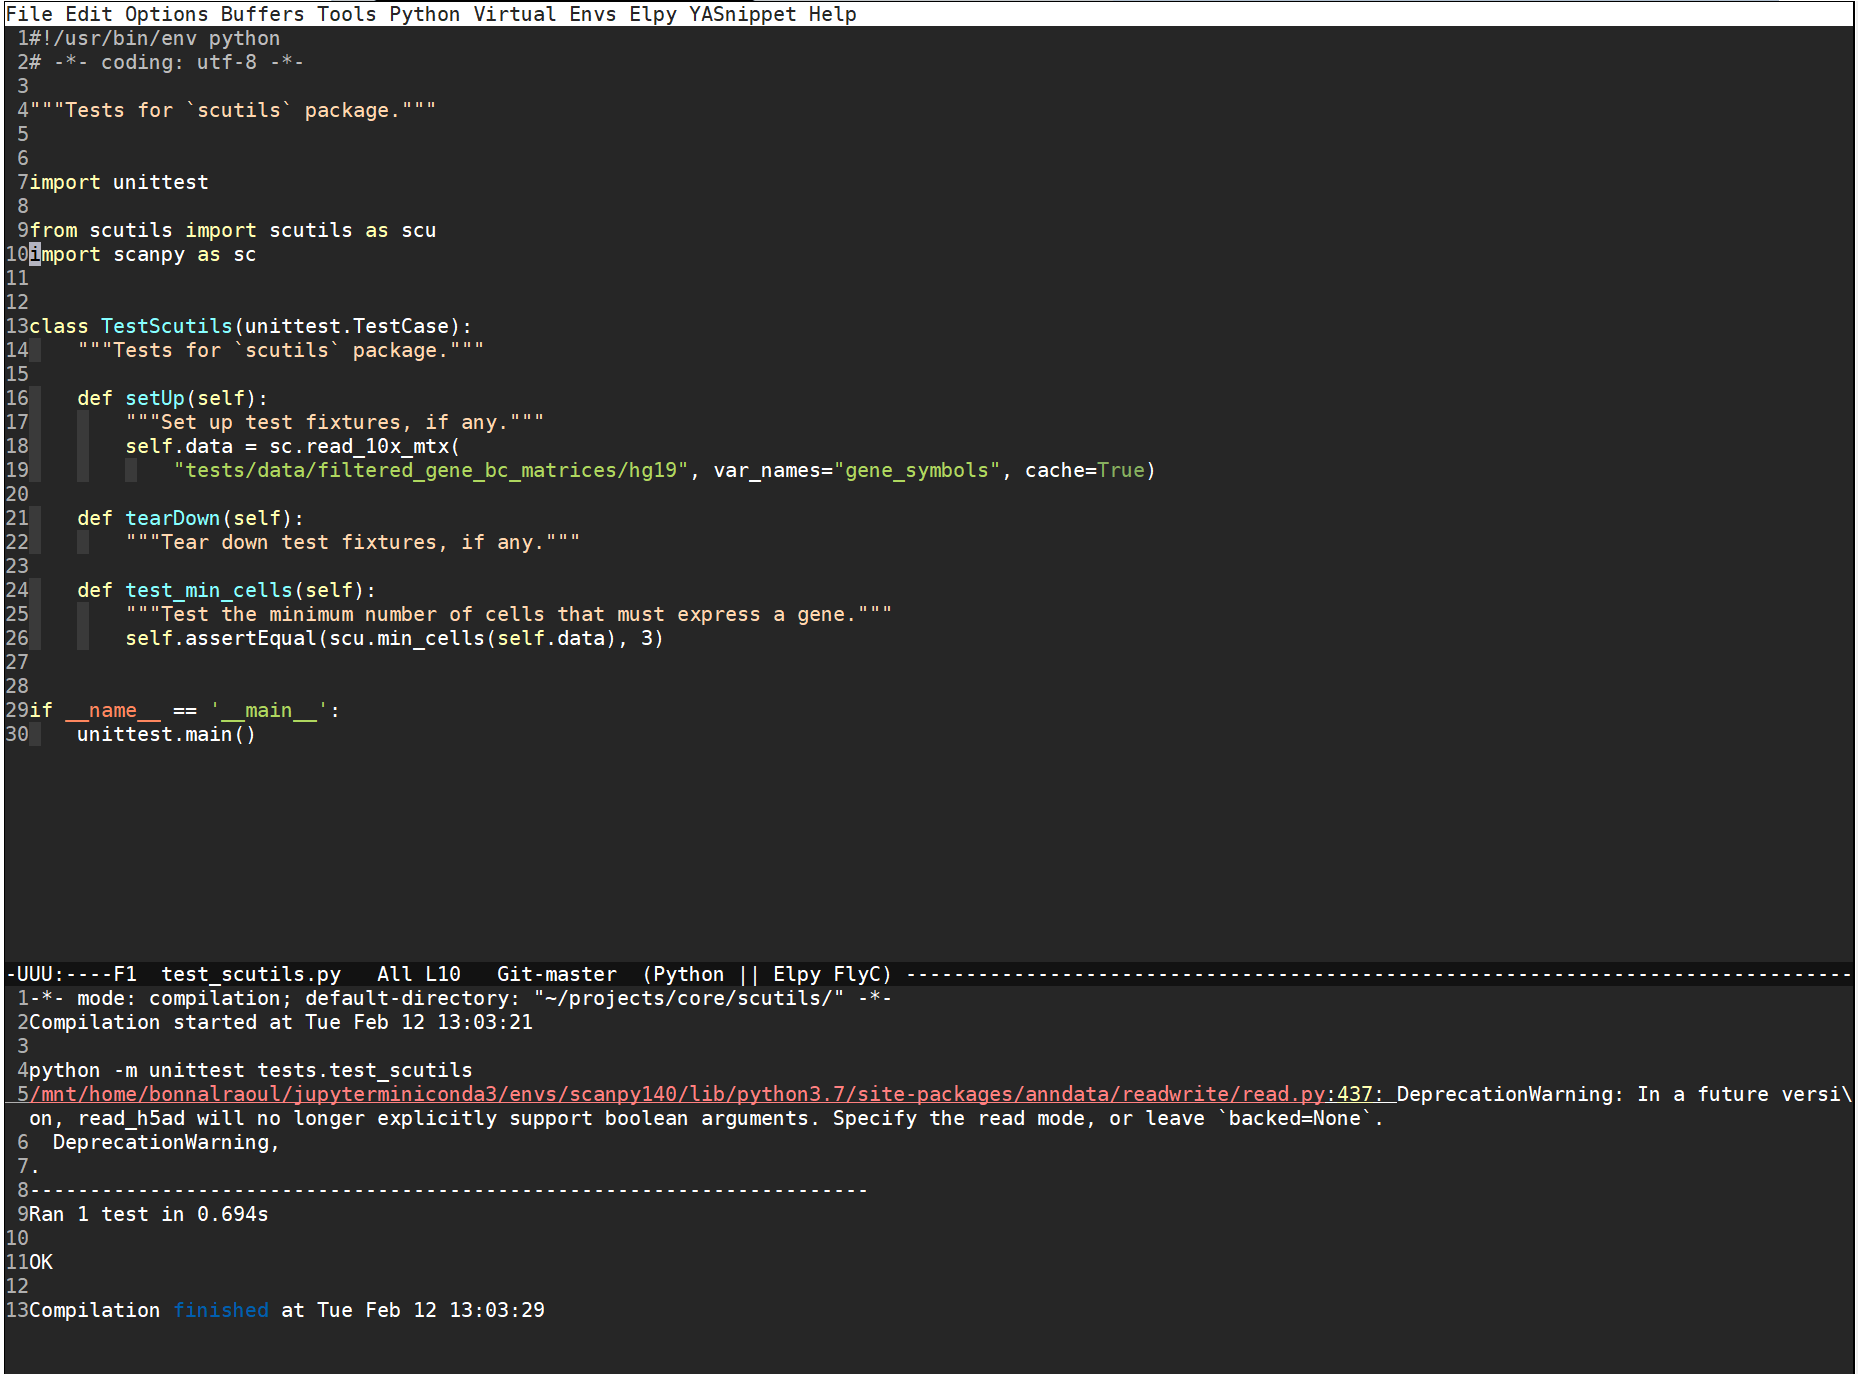 File Edit Options Buffers Tools Python Virtual Envs Elpy YASnippet Help
1#!/usr/bin/env python
2# -*- coding: utf-8 -*-
3
4"""Tests for `scutils` package."""
5
6
7import unittest
8
9from scutils import scutils as scu
10import scanpy as sc
11
12
13class TestScutils(unittest.TestCase):
14    """Tests for `scutils` package."""
15
16    def setUp(self):
17        """Set up test fixtures, if any."""
18        self.data = sc.read_10x_mtx(
19            "tests/data/filtered_gene_bc_matrices/hg19", var_names="gene_symbols", cache=True)
20
21    def tearDown(self):
22        """Tear down test fixtures, if any."""
23
24    def test_min_cells(self):
25        """Test the minimum number of cells that must express a gene."""
26        self.assertEqual(scu.min_cells(self.data), 3)
27
28
29if __name__ == '__main__':
30    unittest.main()
-UUU:----F1  test_scutils.py   All L10   Git-master  (Python || Elpy FlyC) -------------------------------------------------------------------------------
1-*- mode: compilation; default-directory: "~/projects/core/scutils/" -*-
2Compilation started at Tue Feb 12 13:03:21
3
4python -m unittest tests.test_scutils
5/mnt/home/bonnalraoul/jupyterminiconda3/envs/scanpy140/lib/python3.7/site-packages/anndata/readwrite/read.py:437: DeprecationWarning: In a future versi\
on, read_h5ad will no longer explicitly support boolean arguments. Specify the read mode, or leave `backed=None`.
6  DeprecationWarning,
7.
8----------------------------------------------------------------------
9Ran 1 test in 0.694s
10
11OK
12
13Compilation finished at Tue Feb 12 13:03:29